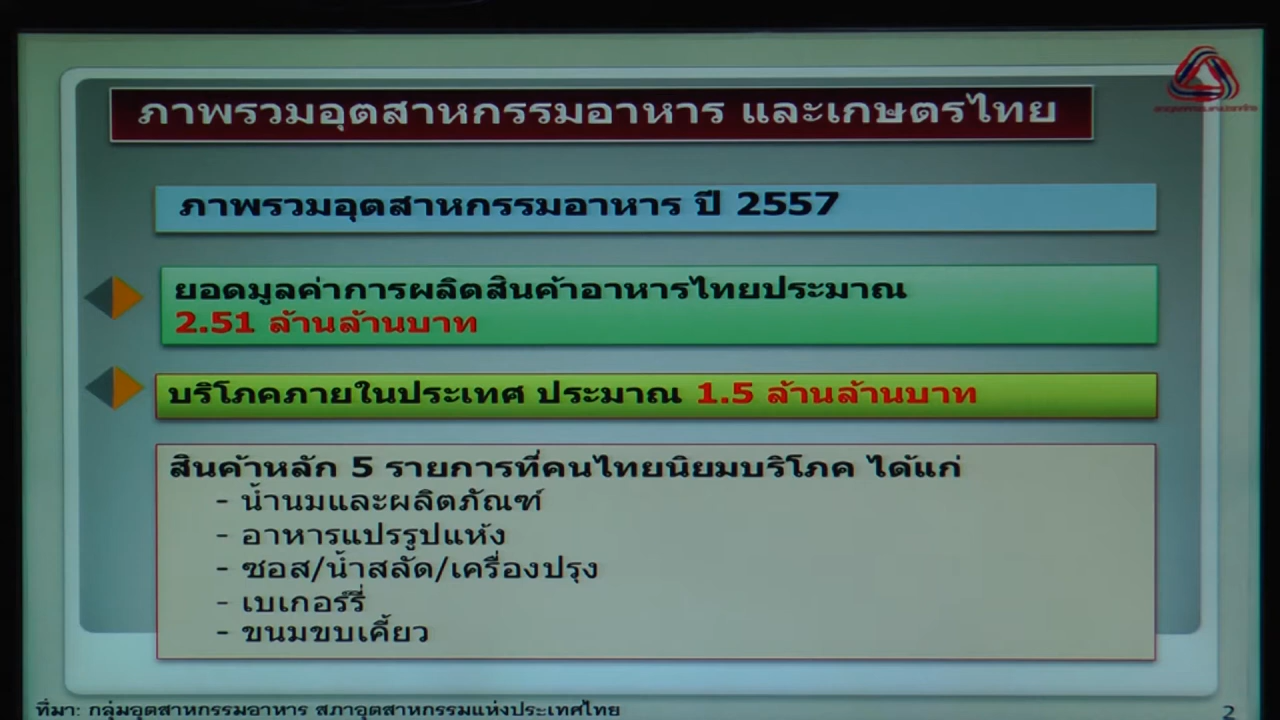 ภาพรวมอุตสาหกรรมอาหาร และเกษตรไทย
ภาพรวมอุตสาหกรรมอาหาร ปี 2557
ยอดมูลค่าการผลิตสินค้าอาหารไทยประมาณ
2.51 ล้านล้านบาท
บริโภคภายในประเทศ ประมาณ 1.5 ล้านล้านบาท
สินค้าหลัก 5 รายการที่คนไทยนิยมบริโภค ได้แก่
- น้ำนมและผลิตภัณฑ์
- อาหารแปรรูปแห้ง
- ซอส/น้ำสลัด/เครื่องปรุง
- เบเกอร์รี่
- ขนมขบเคี้ยว
ที่มา: กลุ่มอุตสาหกรรมอาหาร สภาอุตสาหกรรมแห่งประเทศไทย
2